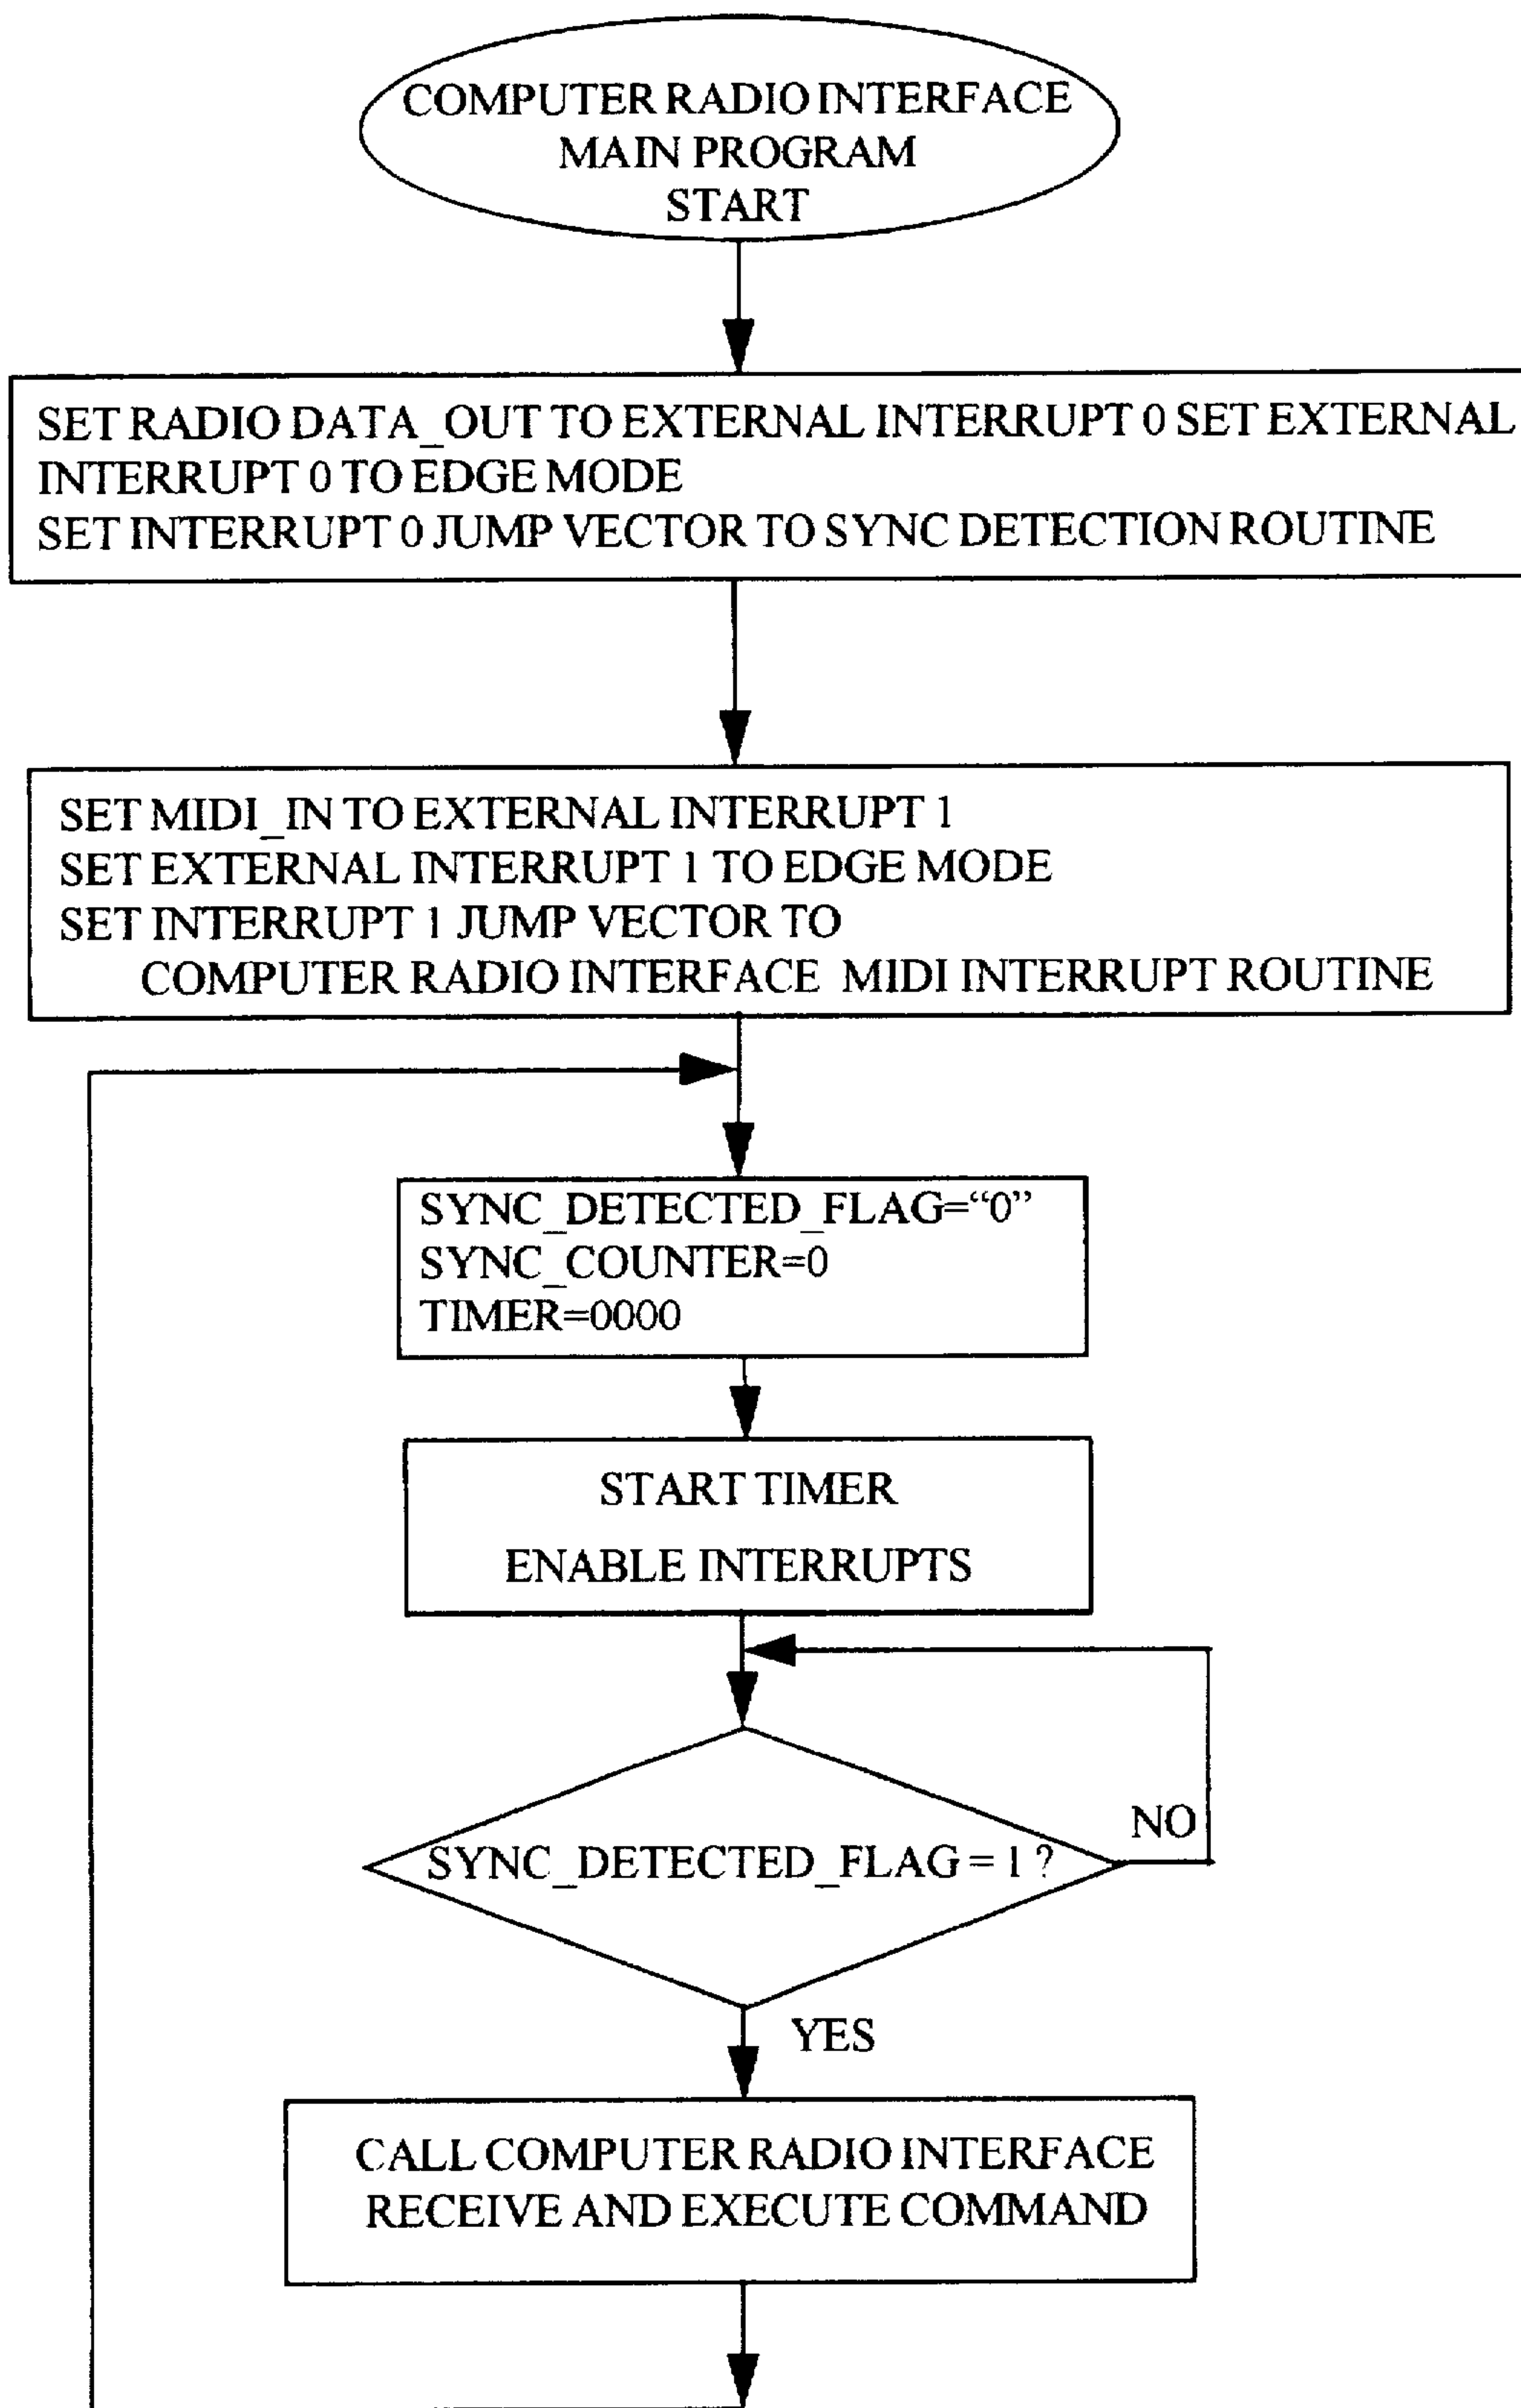 COMPUTER RADIO INTERFACE
MAIN PROGRAM
START
SET RADIO DATA_OUT TO EXTERNAL INTERRUPT 0 SET EXTERNAL
INTERRUPT 0 TO EDGE MODE
SET INTERRUPT 0 JUMP VECTOR TO SYNC DETECTION ROUTINE
SET MIDI_IN TO EXTERNAL INTERRUPT 1
SET EXTERNAL INTERRUPT 1 TO EDGE MODE
SET INTERRUPT 1 JUMP VECTOR TO
COMPUTER RADIO INTERFACE MIDI INTERRUPT ROUTINE
SYNC_DETECTED_FLAG=“0”
SYNC_COUNTER=0
TIMER=0000
START TIMER
ENABLE INTERRUPTS
NO
SYNC_DETECTED_FLAG = 1 ?
YES
CALL COMPUTER RADIO INTERFACE
RECEIVE AND EXECUTE COMMAND